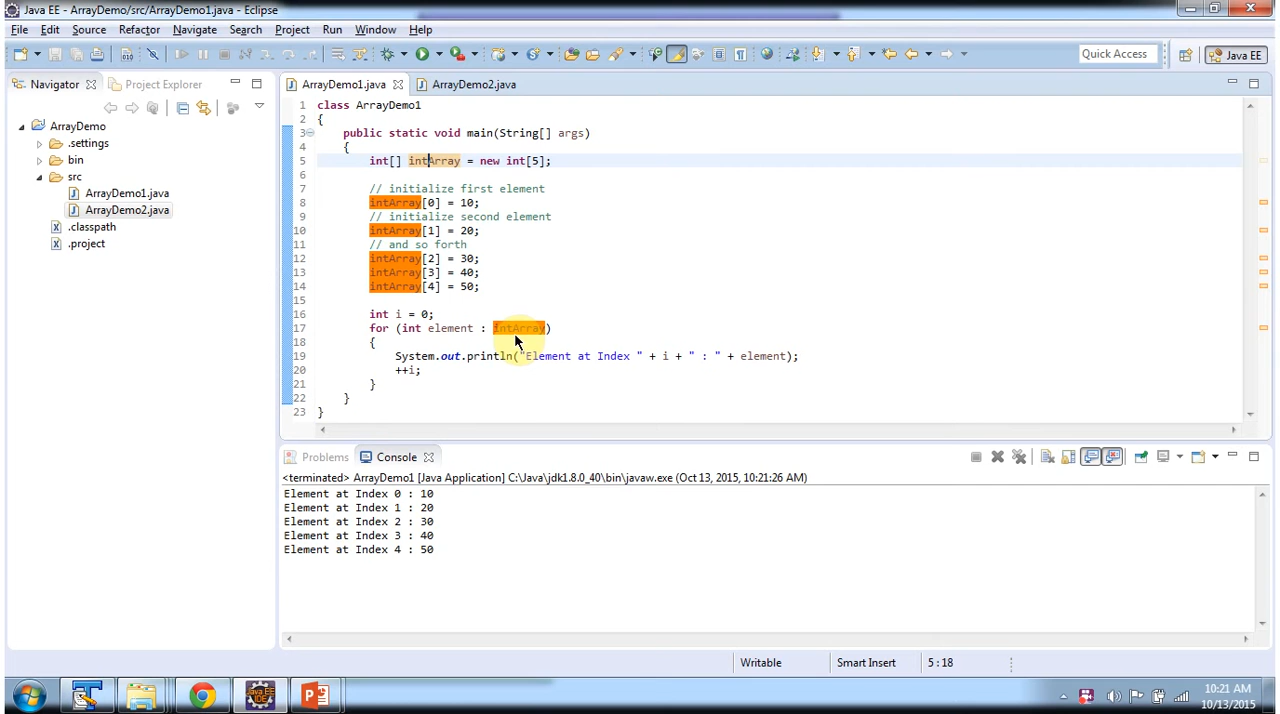 Java EE - ArrayDemo/src/ArrayDemo1.java - Eclipse
File Edit Source Refactor Navigate Search Project Run Window Help
Quick Access
Java EE
Navigator Project Explorer
ArrayDemo1.java ArrayDemo2.java
ArrayDemo
.settings
bin
src
ArrayDemo1.java
ArrayDemo2.java
.classpath
.project
1 class ArrayDemo1
2 {
3 public static void main(String[] args)
4 {
5 int[] intArray = new int[5];
6
7 // initialize first element
8 intArray[0] = 10;
9 // initialize second element
10 intArray[1] = 20;
11 // and so forth
12 intArray[2] = 30;
13 intArray[3] = 40;
14 intArray[4] = 50;
15
16 int i = 0;
17 for (int element : intArray)
18 {
19 System.out.println("Element at Index " + i + " : " + element);
20 ++i;
21 }
22 }
23 }
Problems Console
<terminated> ArrayDemo1 [Java Application] C:\Java\jdk1.8.0_40\bin\javaw.exe (Oct 13, 2015, 10:21:26 AM)
Element at Index 0 : 10
Element at Index 1 : 20
Element at Index 2 : 30
Element at Index 3 : 40
Element at Index 4 : 50
Writable Smart Insert 5 : 18
Java EE
IDE
10:21 AM
10/13/2015